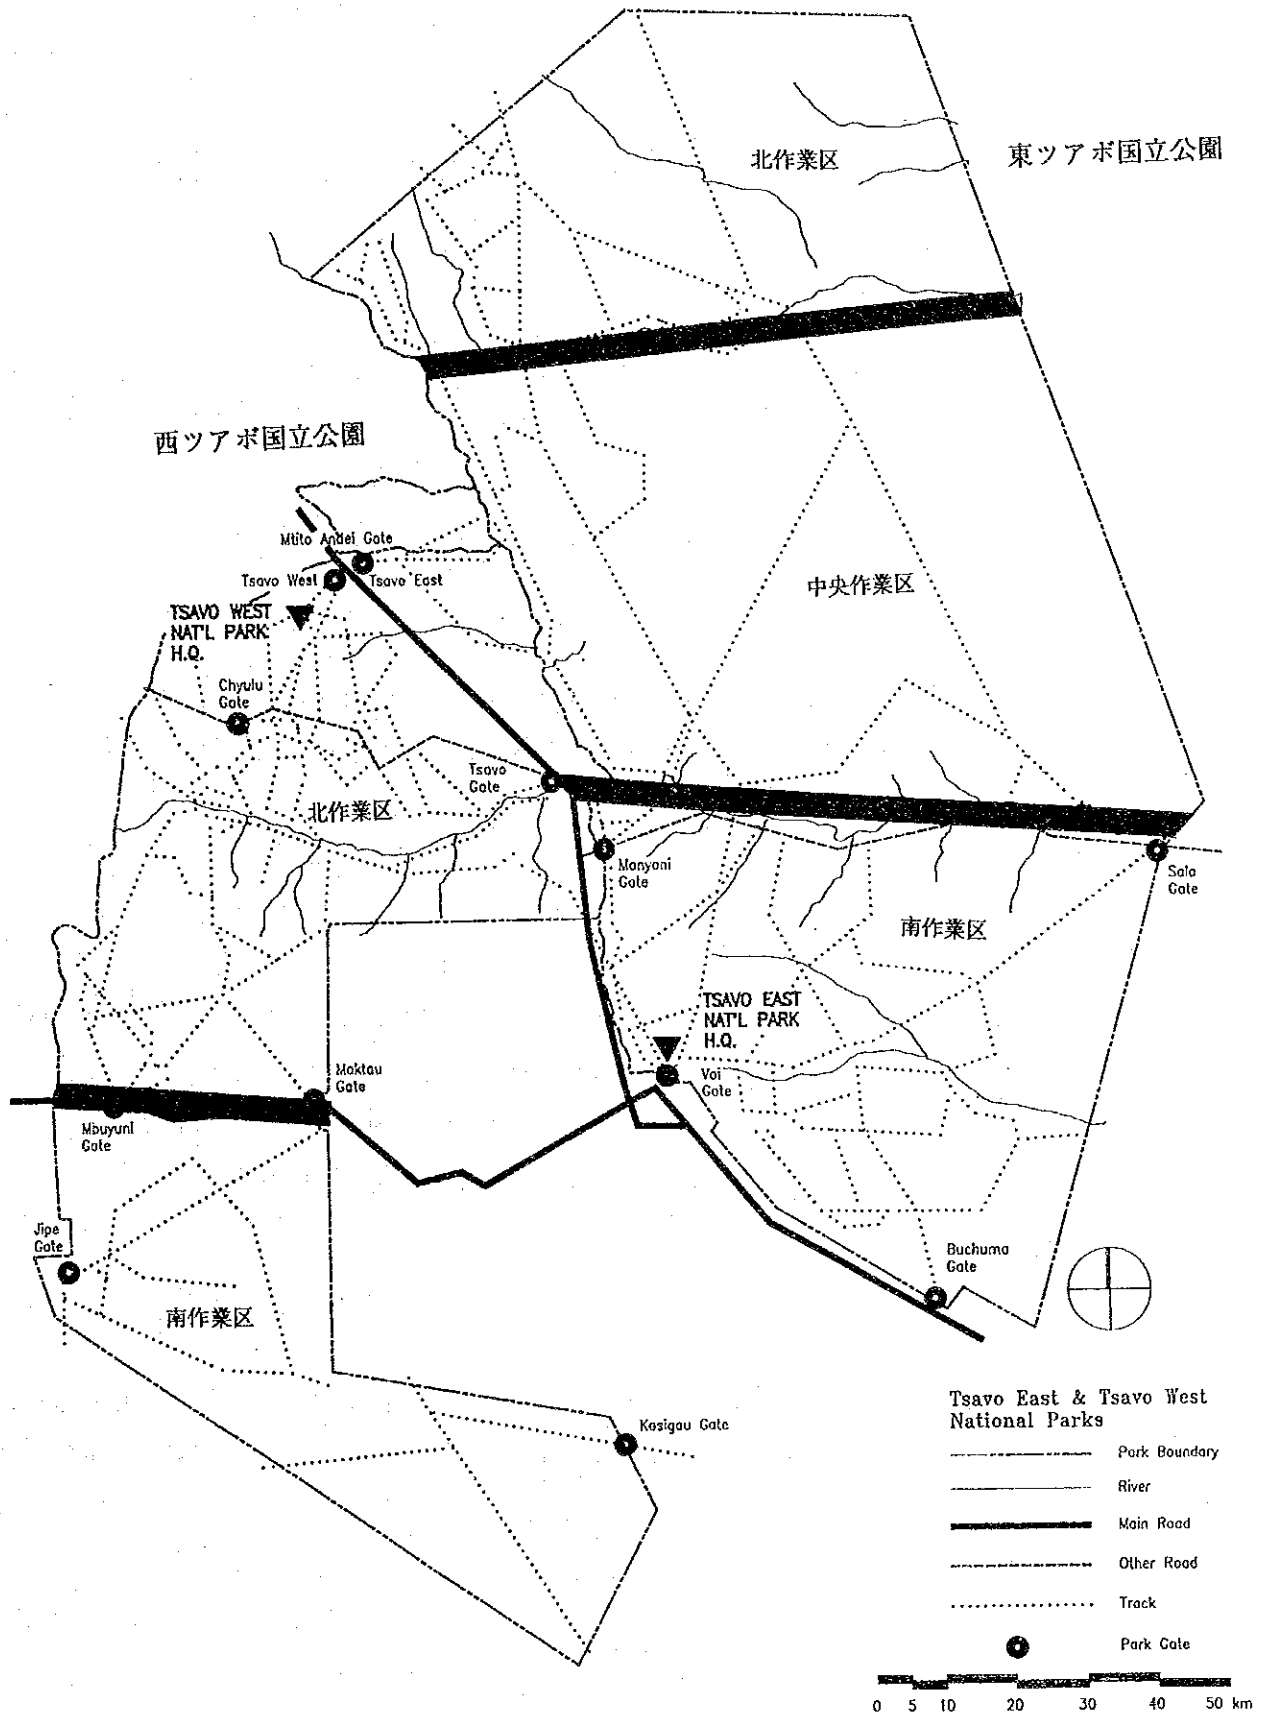 北作業区
東ツアボ国立公園
西ツアボ国立公園
Mtito Andei Gate
Tsavo West
Tsavo East
TSAVO WEST
NAT'L PARK
H.Q.
中央作業区
Chyulu
Gate
Tsavo
Gate
北作業区
Manyani
Gate
Sala
Gate
南作業区
TSAVO EAST
NAT'L PARK
H.Q.
Voi
Gate
Maktau
Gate
Mbuyuni
Gate
Jipe
Gate
Buchuma
Gate
南作業区
Kasigau Gate
Tsavo East & Tsavo West
National Parks
Park Boundary
River
Main Road
Other Road
Track
Park Gate
0 5 10 20 30 40 50 km